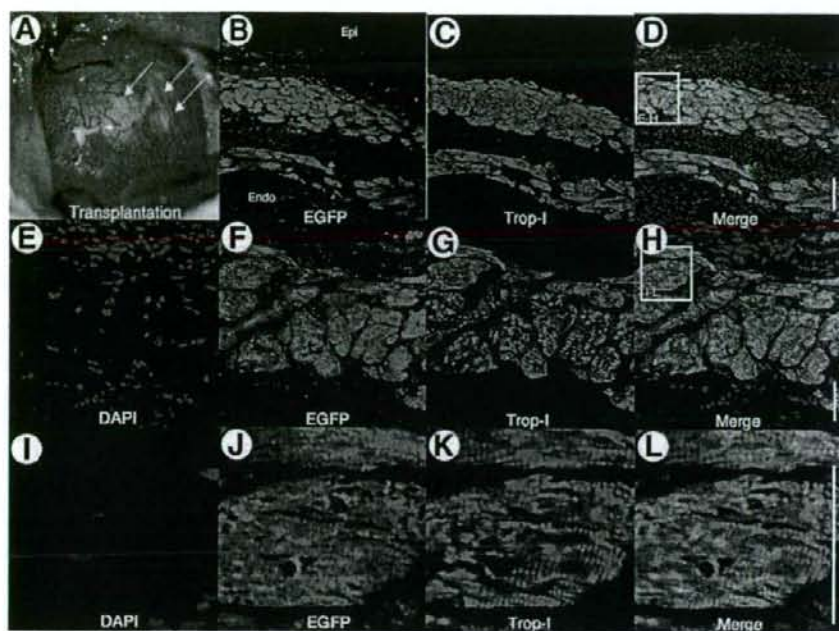 A
B
Epi
C
D
Transplantation
Endo
EGFP
Trop-I
Merge
E
F
G
H
DAPI
EGFP
Trop-I
Merge
I
J
K
L
DAPI
EGFP
Trop-I
Merge